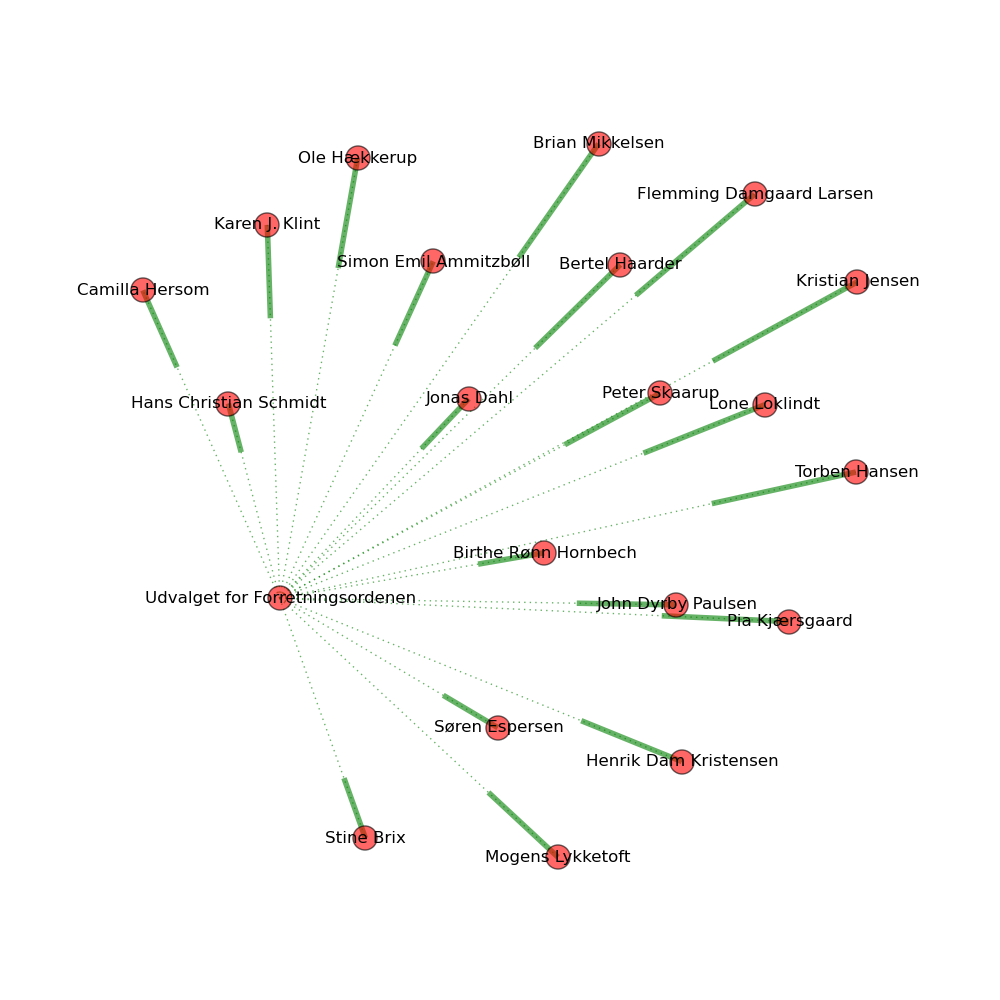 Brian Mikkelsen
Ole Hækkerup
Flemming Damgaard Larsen
Karen J. Klint
Simon Emil Ammitzbøll
Bertel Haarder
Kristian Jensen
Camilla Hersom
Peter Skaarup
Jonas Dahl
Hans Christian Schmidt
Lone Loklindt
Torben Hansen
Birthe Rønn Hornbech
Udvalget for Forretningsordenen
John Dyrby Paulsen
Pia Kjærsgaard
Søren Espersen
Henrik Dam Kristensen
Stine Brix
Mogens Lykketoft